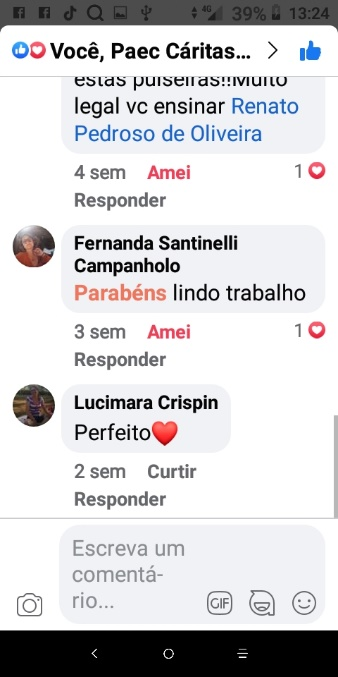 4G 39% 13:24
Você, Paec Cáritas...
estas pulseiras!!Muito
legal vc ensinar Renato
Pedroso de Oliveira
4 sem Amei 1
Responder
Fernanda Santinelli
Campanholo
Parabéns lindo trabalho
3 sem Amei 1
Responder
Lucimara Crispin
Perfeito
2 sem Curtir
Responder
Escreva um
comentá-
rio...
GIF